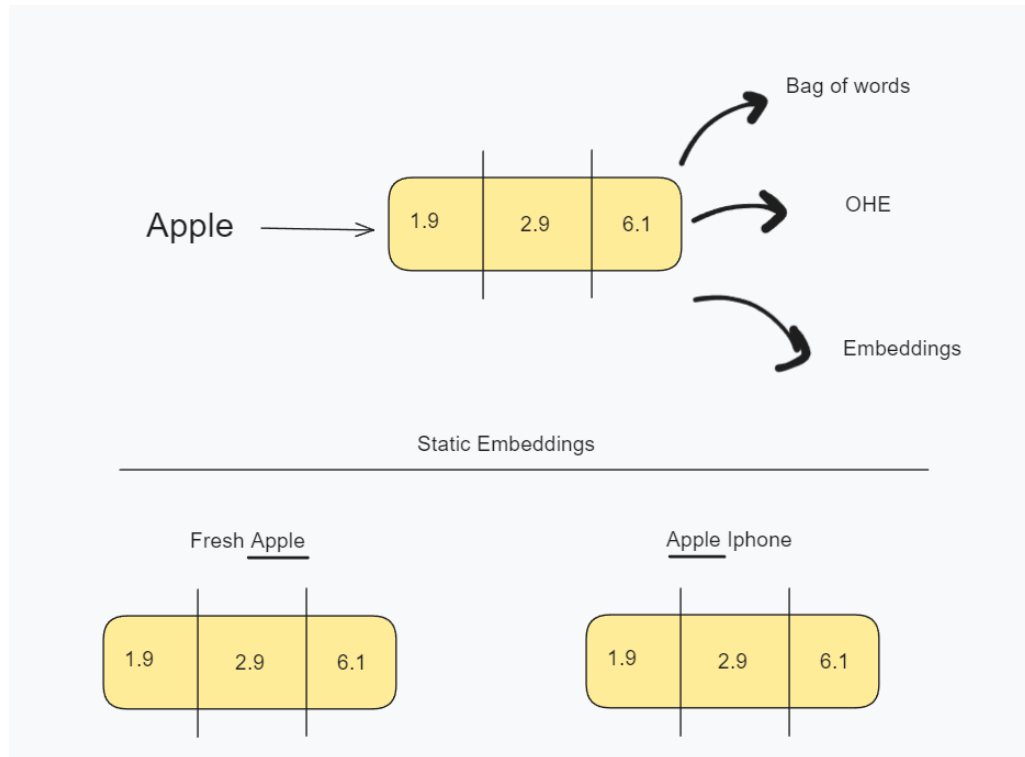 Bag of words
Apple
1.9 2.9 6.1
OHE
Embeddings
Static Embeddings
Fresh Apple
Apple Iphone
1.9 2.9 6.1
1.9 2.9 6.1